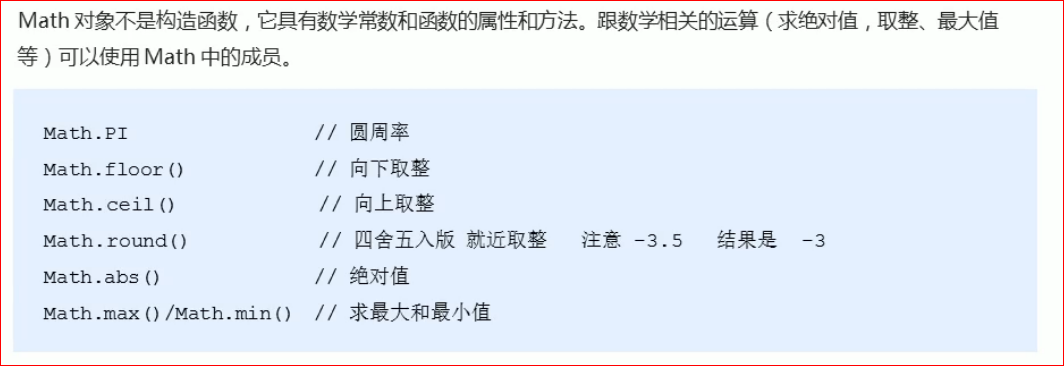 Math 对象不是构造函数，它具有数学常数和函数的属性和方法。跟数学相关的运算（求绝对值，取整、最大值
等）可以使用 Math 中的成员。
Math.PI // 圆周率
Math.floor() // 向下取整
Math.ceil() // 向上取整
Math.round() // 四舍五入版 就近取整 注意 -3.5 结果是 -3
Math.abs() // 绝对值
Math.max()/Math.min() // 求最大和最小值